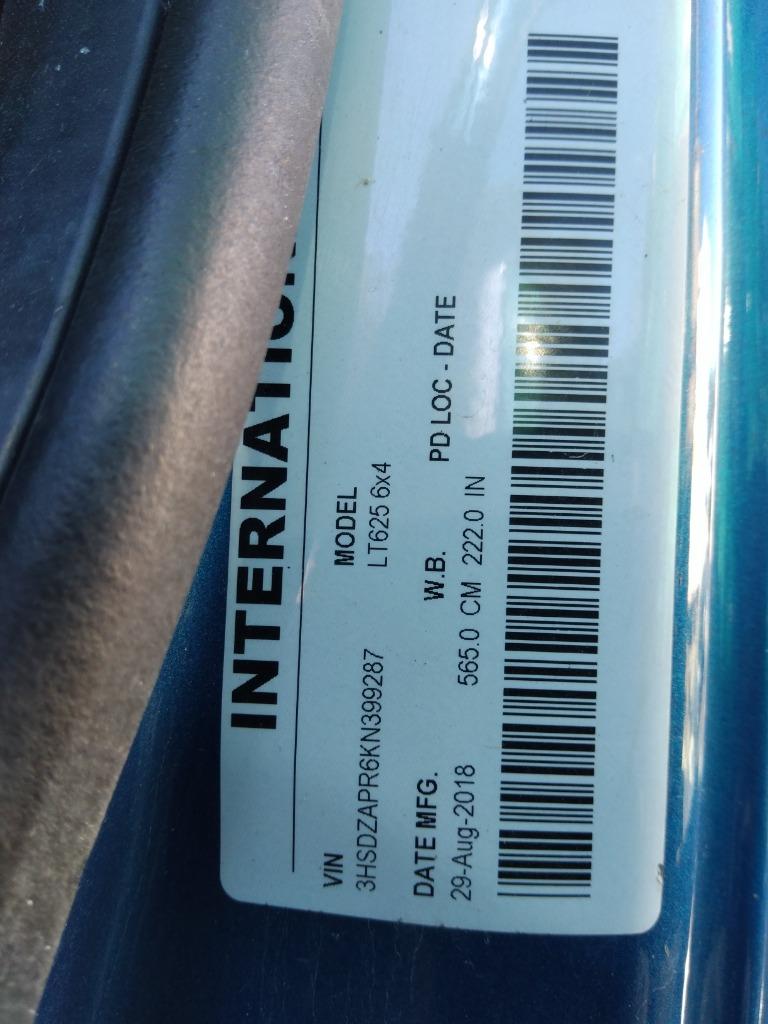 INTERNATION
VIN
3HSDZAPR6KN399287
MODEL
LT625 6x4
DATE MFG.
29-Aug-2018
W.B.
565.0 CM 222.0 IN
PD LOC - DATE